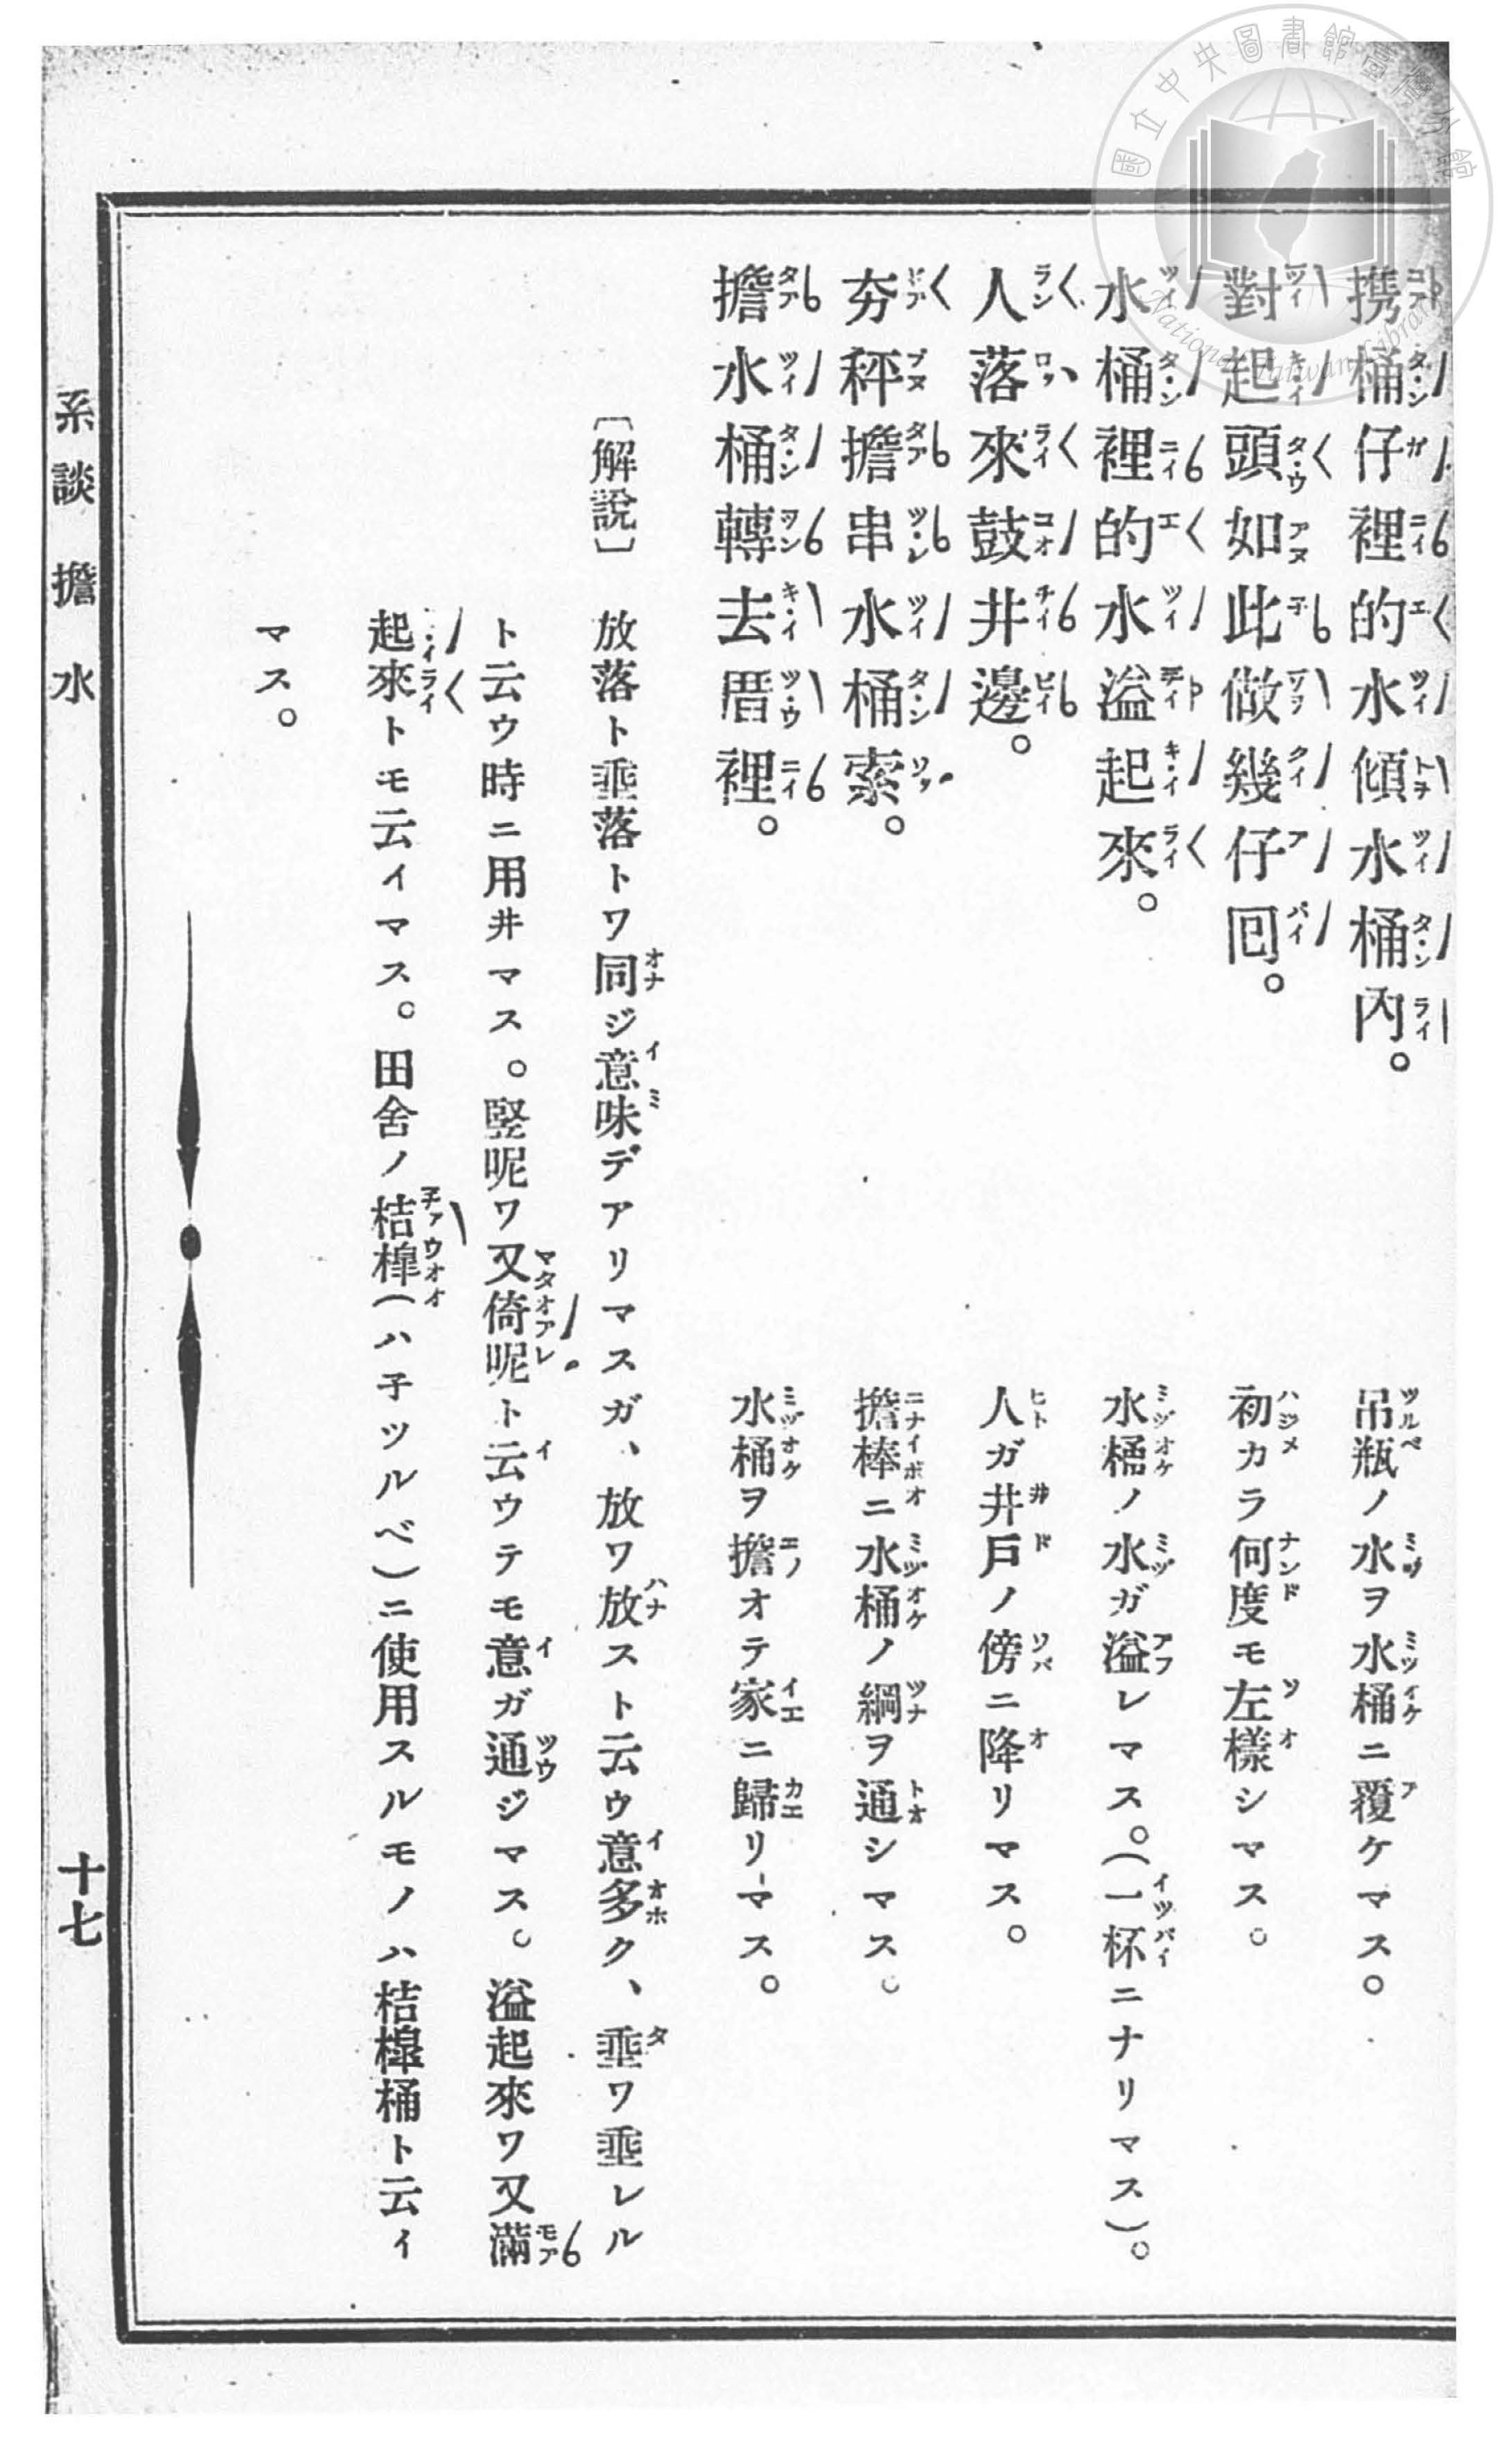 携桶仔裡的水傾水桶內。
吊瓶ノ水ヲ水桶ニ覆ケマス。
對起頭如此做幾仔囘。
初カラ何度モ左樣シマス。
水桶裡的水溢起來。
水桶ノ水ガ溢レマス。(一杯ニナリマス)。
人落來鼓井邊。
人ガ井戸ノ傍ニ降リマス。
夯秤擔串水桶索。
擔棒ニ水桶ノ綱ヲ通シマス。
擔水桶轉去厝裡。
水桶ヲ擔オテ家ニ歸リマス。
〔解說〕 放落ト垂落トワ同ジ意味デアリマスガ、放ワ放スト云ウ意多ク、垂ワ垂レル
ト云ウ時ニ用井マス。竪呢ワ又倚呢ト云ウテモ意ガ通ジマス。溢起來ワ又滿
起來トモ云イマス。田舍ノ桔槹(ハ子ツルベ)ニ使用スルモノハ桔槹桶ト云イ
マス。
系談 擔水
十七
國立中央圖書館臺灣分館
National Taiwan Library